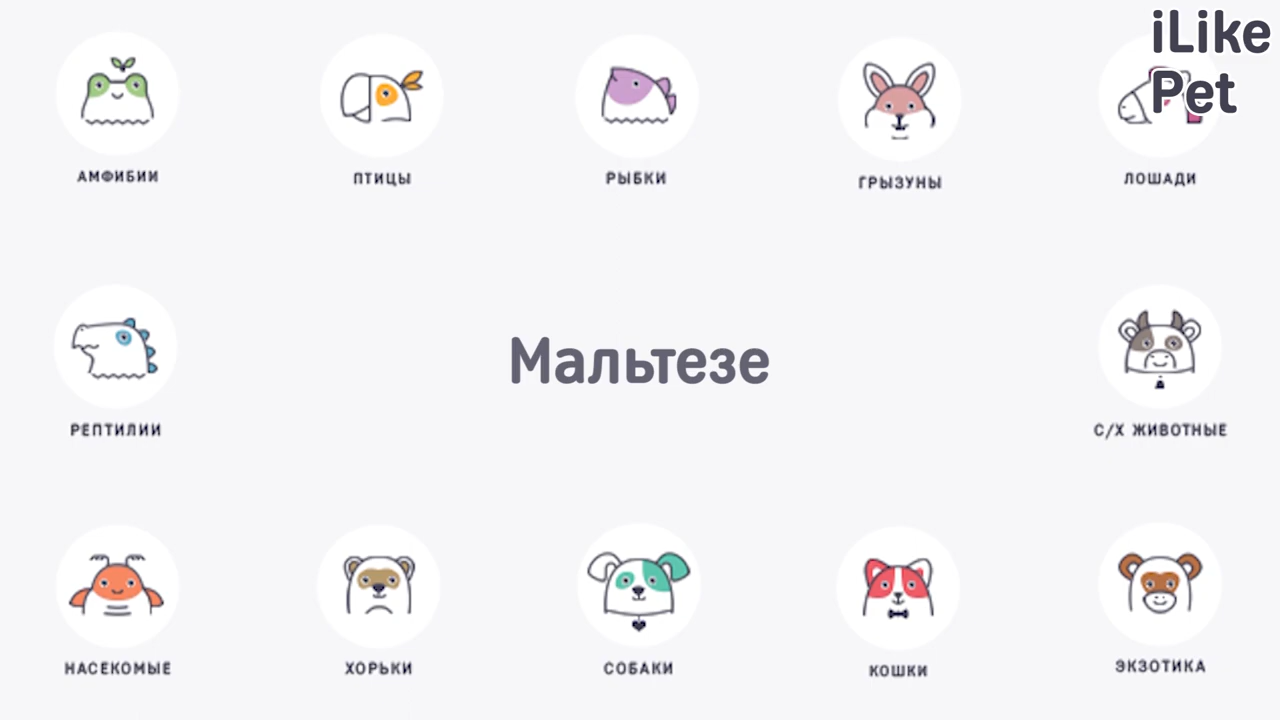 iLike
Pet
АМФИБИИ
ПТИЦЫ
РЫБКИ
ГРЫЗУНЫ
ЛОШАДИ
РЕПТИЛИИ
Мальтезе
С/Х ЖИВОТНЫЕ
НАСЕКОМЫЕ
ХОРЬКИ
СОБАКИ
КОШКИ
ЭКЗОТИКА